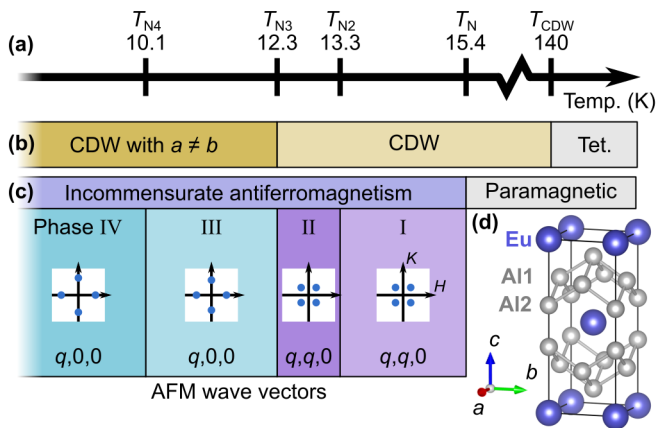 T_N4 T_N3 T_N2 T_N T_CDW
(a) 10.1 12.3 13.3 15.4 140
Temp. (K)
(b) CDW with a ≠ b CDW Tet.
(c) Incommensurate antiferromagnetism Paramagnetic
Phase IV III II I (d)
K
H
q,0,0 q,0,0 q,q,0 q,q,0
AFM wave vectors
Eu
Al1
Al2
c
b
a